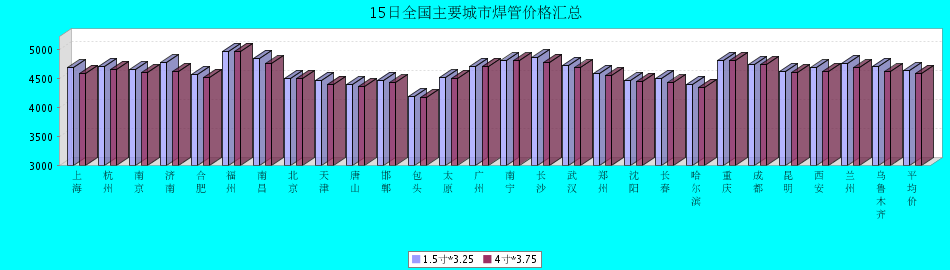 15日全国主要城市焊管价格汇总
5000
4500
4000
3500
3000
上海
杭州
南京
济南
合肥
福州
南昌
北京
天津
唐山
邯郸
包头
太原
广州
南宁
长沙
武汉
郑州
沈阳
长春
哈尔滨
重庆
成都
昆明
西安
兰州
乌鲁木齐
平均价
1.5寸*3.25
4寸*3.75